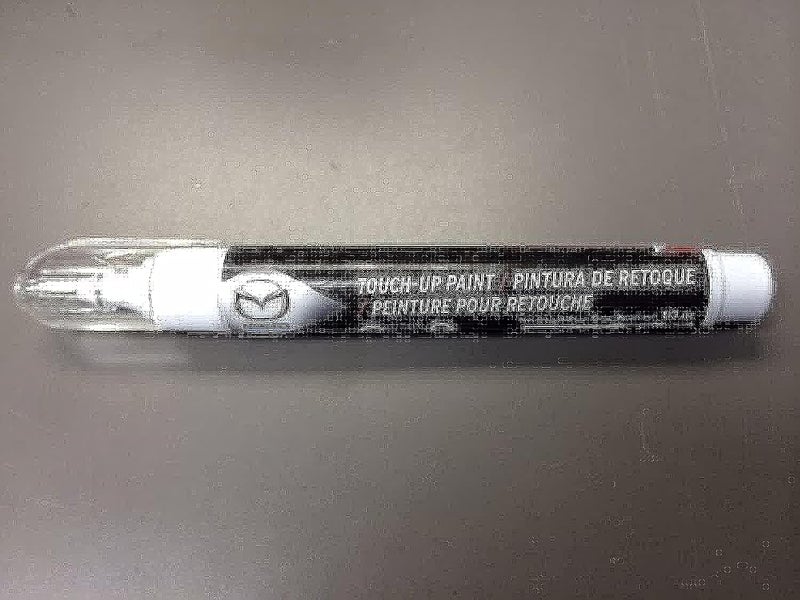 TOUCH-UP PAINT / PINTURA DE RETOQUE
/ PEINTURE POUR RETOUCHE